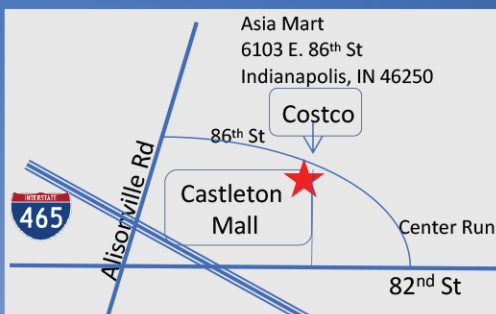 Asia Mart
6103 E. 86th St
Indianapolis, IN 46250
Costco
86th St
Alisonville Rd
Castleton
Mall
INTERSTATE
465
Center Run
82nd St